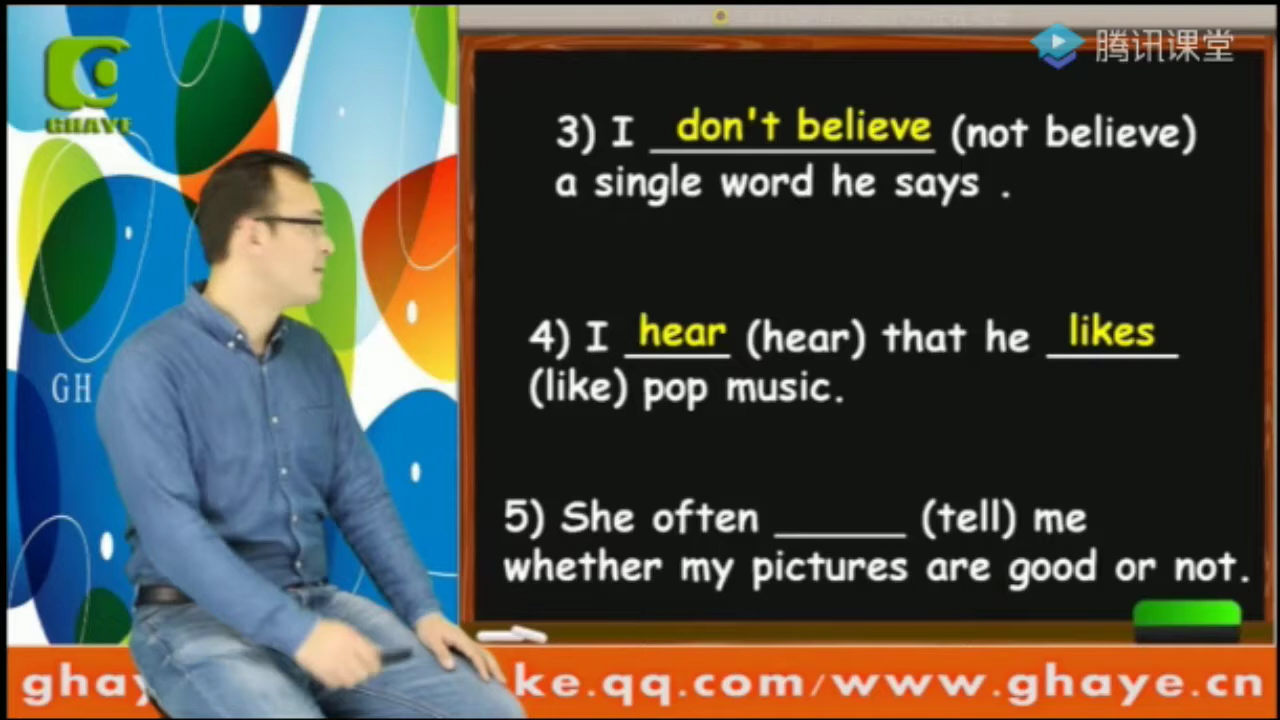 腾讯课堂
GHAYE
3) I don't believe (not believe)
a single word he says .
GH
4) I hear (hear) that he likes
(like) pop music.
5) She often ______ (tell) me
whether my pictures are good or not.
ke.qq.com/www.ghaye.cn